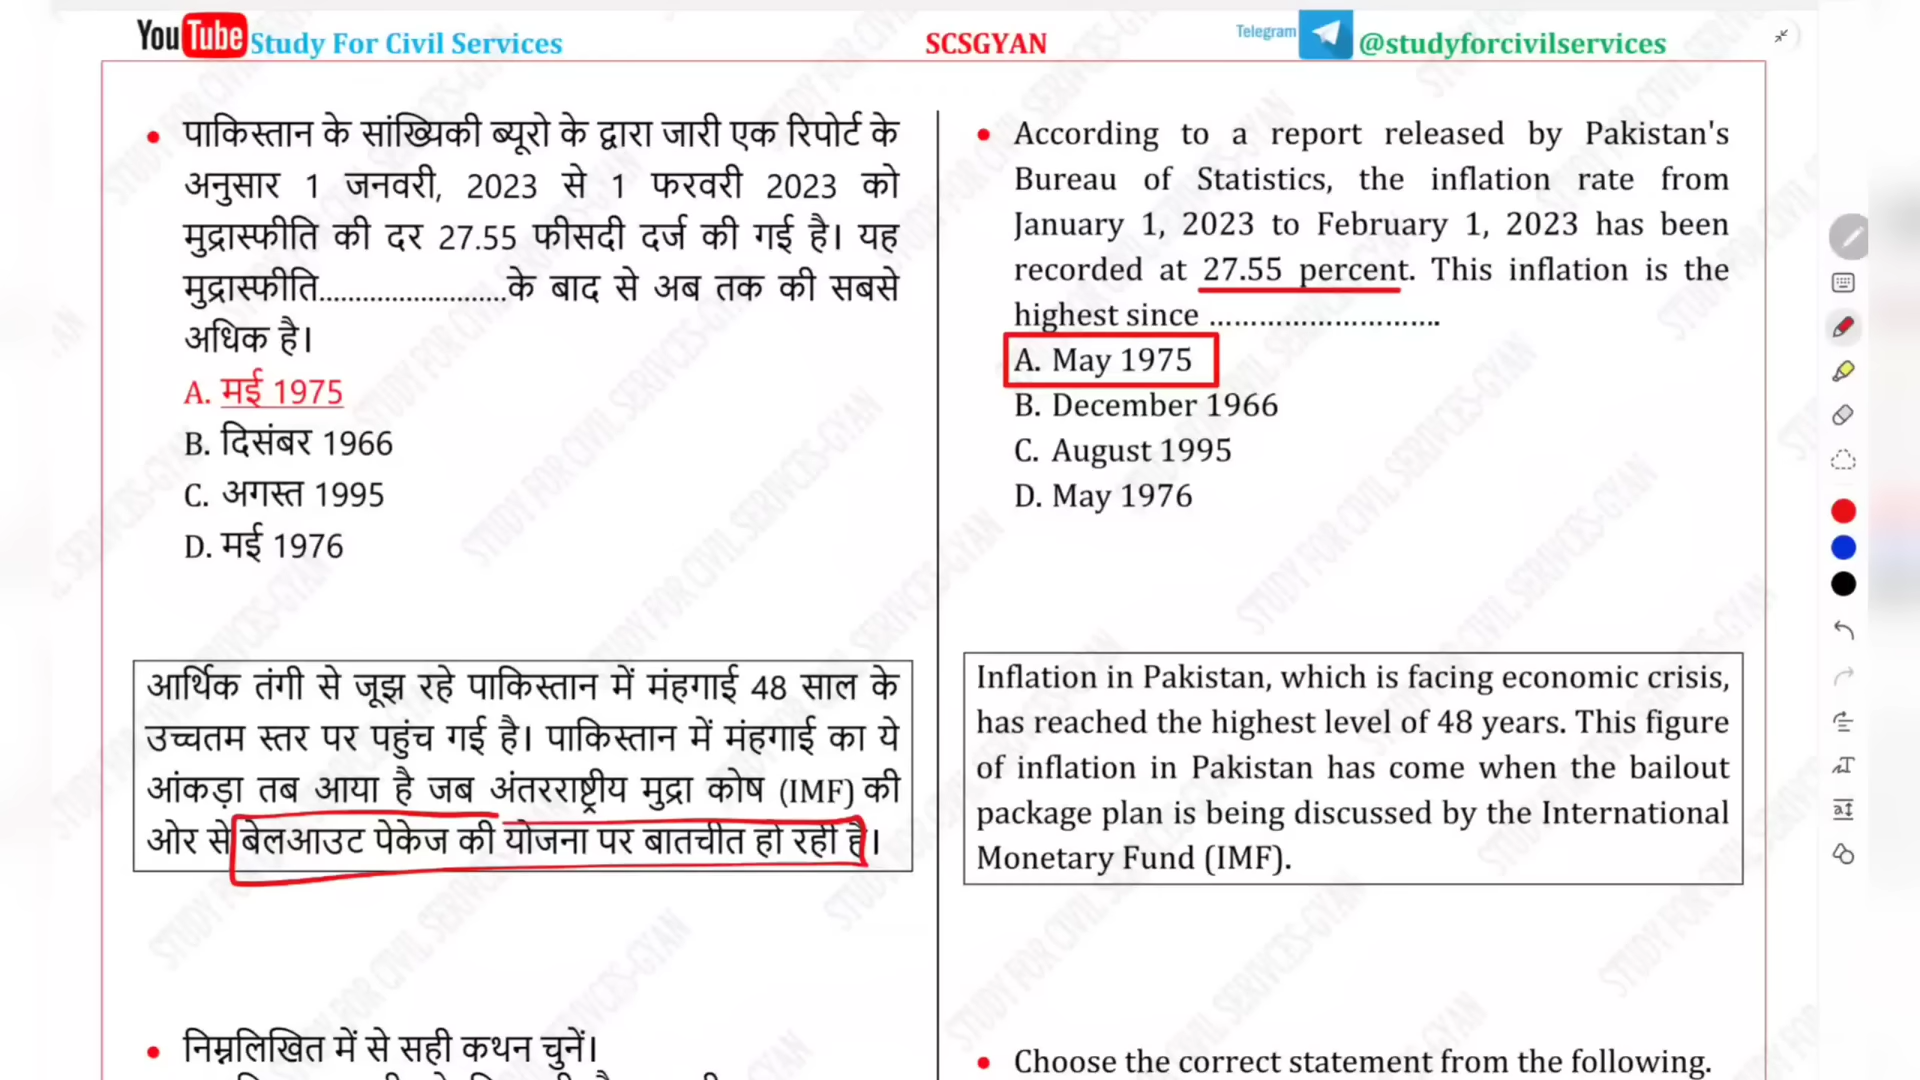 YouTube Study For Civil Services
SCSGYAN
Telegram @studyforcivilservices
• पाकिस्तान के सांख्यिकी ब्यूरो के द्वारा जारी एक रिपोर्ट के
अनुसार 1 जनवरी, 2023 से 1 फरवरी 2023 को
मुद्रास्फीति की दर 27.55 फीसदी दर्ज की गई है। यह
मुद्रास्फीति..........................के बाद से अब तक की सबसे
अधिक है।
A. मई 1975
B. दिसंबर 1966
C. अगस्त 1995
D. मई 1976
आर्थिक तंगी से जूझ रहे पाकिस्तान में मंहगाई 48 साल के
उच्चतम स्तर पर पहुंच गई है। पाकिस्तान में मंहगाई का ये
आंकड़ा तब आया है जब अंतरराष्ट्रीय मुद्रा कोष (IMF) की
ओर से बेलआउट पेकेज की योजना पर बातचीत हो रही है।
• निम्नलिखित में से सही कथन चुनें।
• According to a report released by Pakistan's
Bureau of Statistics, the inflation rate from
January 1, 2023 to February 1, 2023 has been
recorded at 27.55 percent. This inflation is the
highest since ............................
A. May 1975
B. December 1966
C. August 1995
D. May 1976
Inflation in Pakistan, which is facing economic crisis,
has reached the highest level of 48 years. This figure
of inflation in Pakistan has come when the bailout
package plan is being discussed by the International
Monetary Fund (IMF).
• Choose the correct statement from the following.
STUDY FOR CIVIL SERIVCES-GYAN